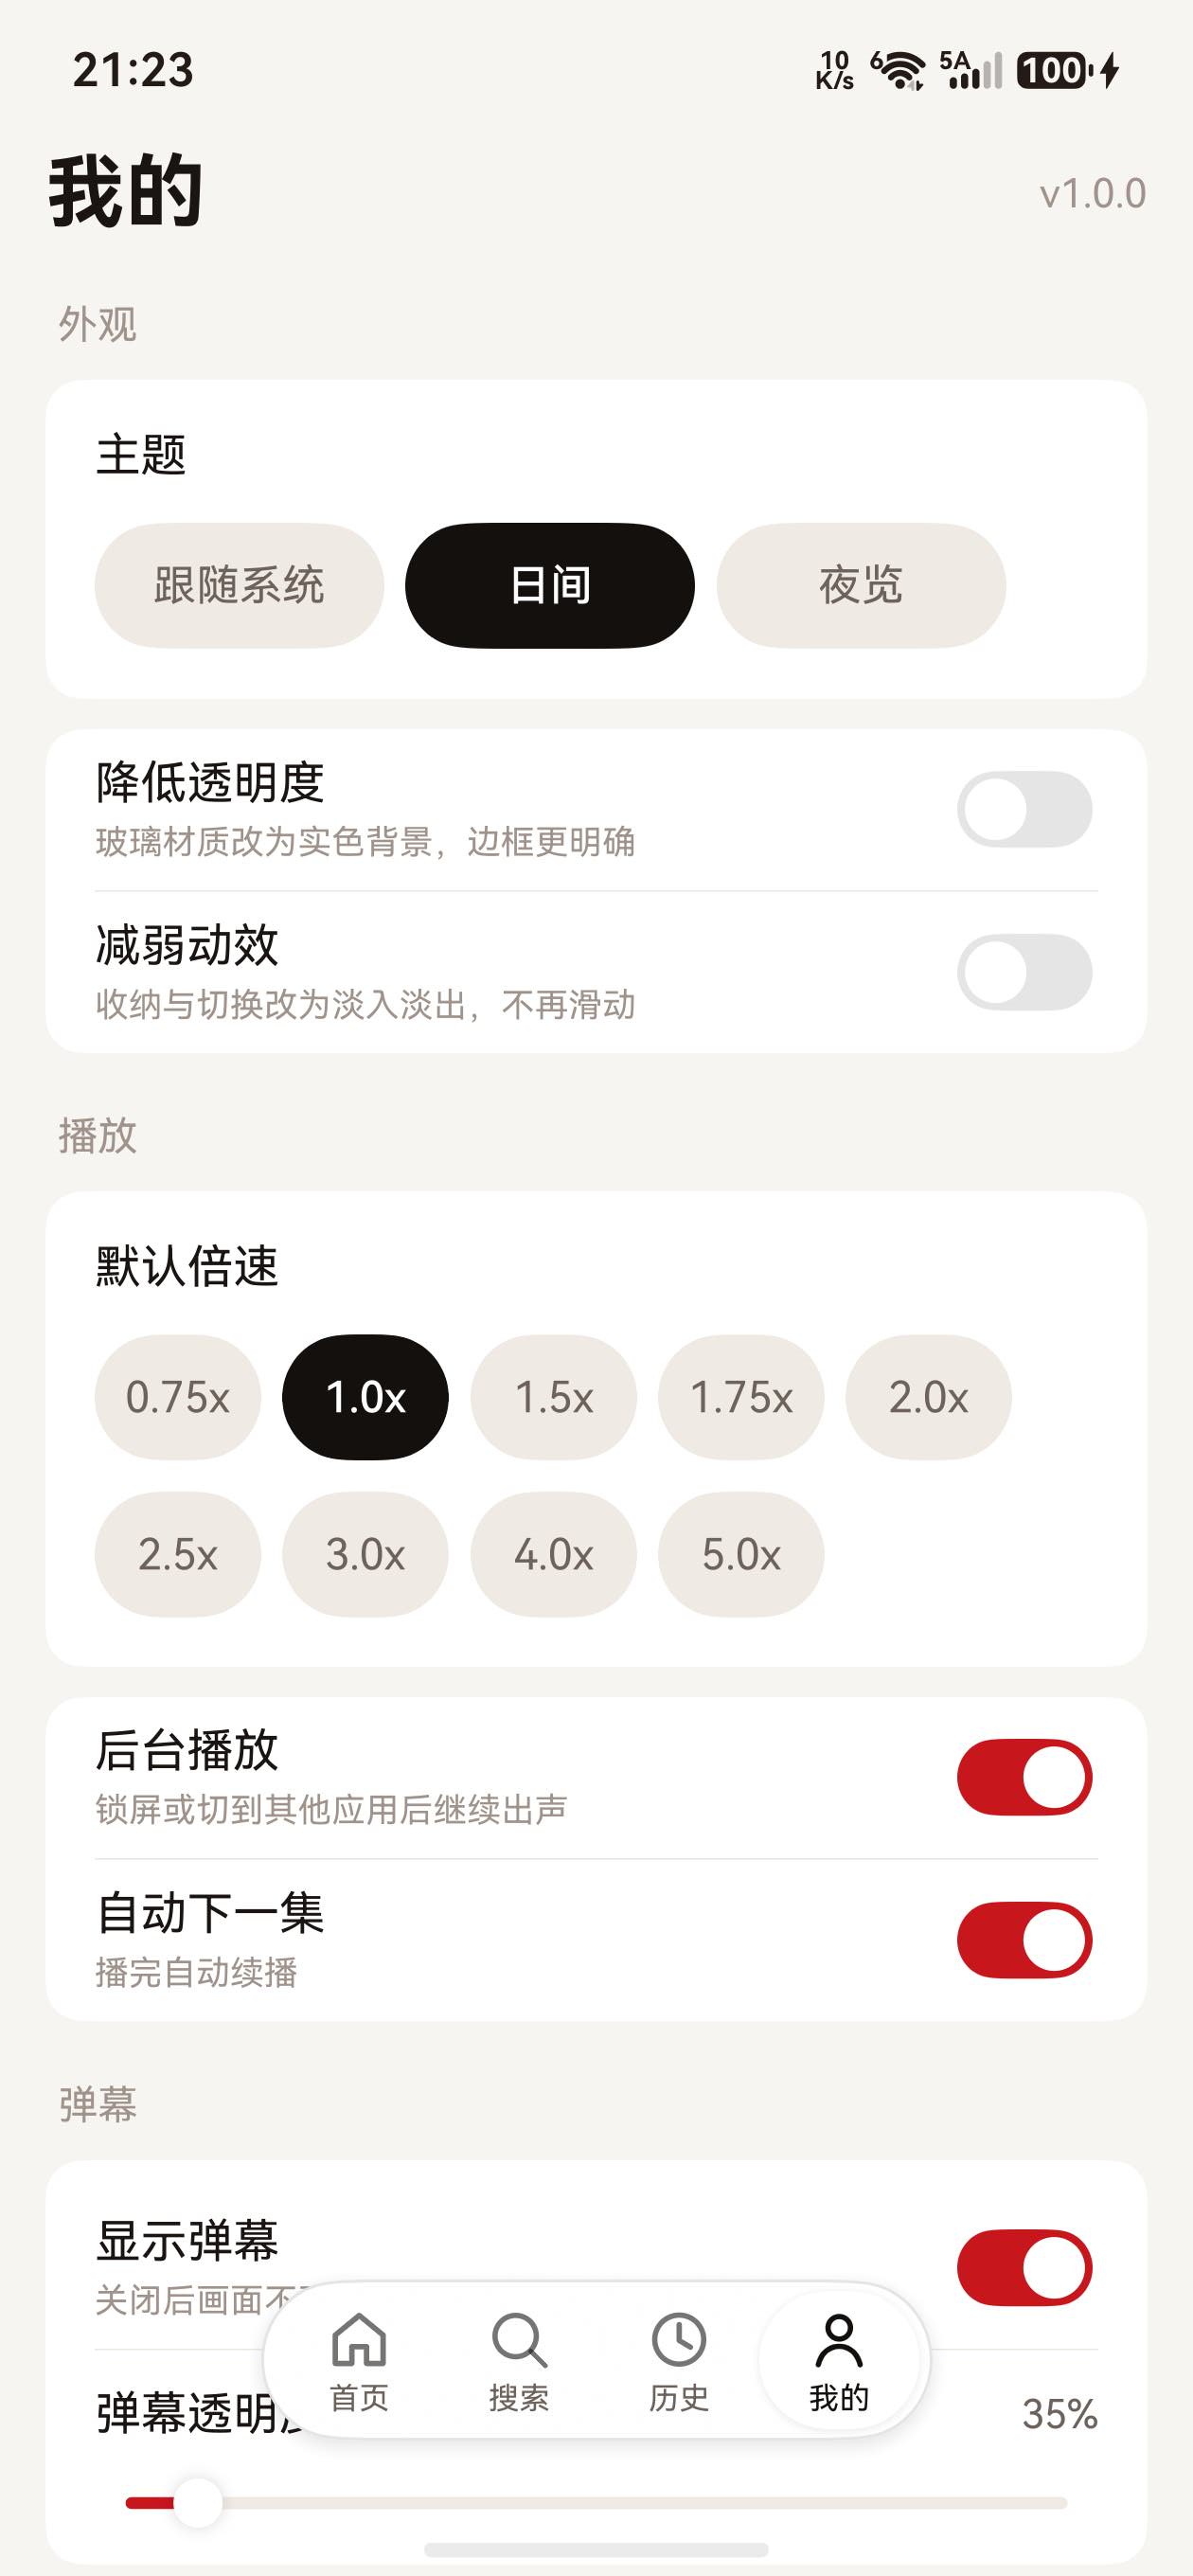 21:23
10 K/s 6 5A 100
我的
v1.0.0
外观
主题
跟随系统 日间 夜览
降低透明度
玻璃材质改为实色背景，边框更明确
减弱动效
收纳与切换改为淡入淡出，不再滑动
播放
默认倍速
0.75x 1.0x 1.5x 1.75x 2.0x
2.5x 3.0x 4.0x 5.0x
后台播放
锁屏或切到其他应用后继续出声
自动下一集
播完自动续播
弹幕
显示弹幕
关闭后画面不
弹幕透明度
35%
首页 搜索 历史 我的